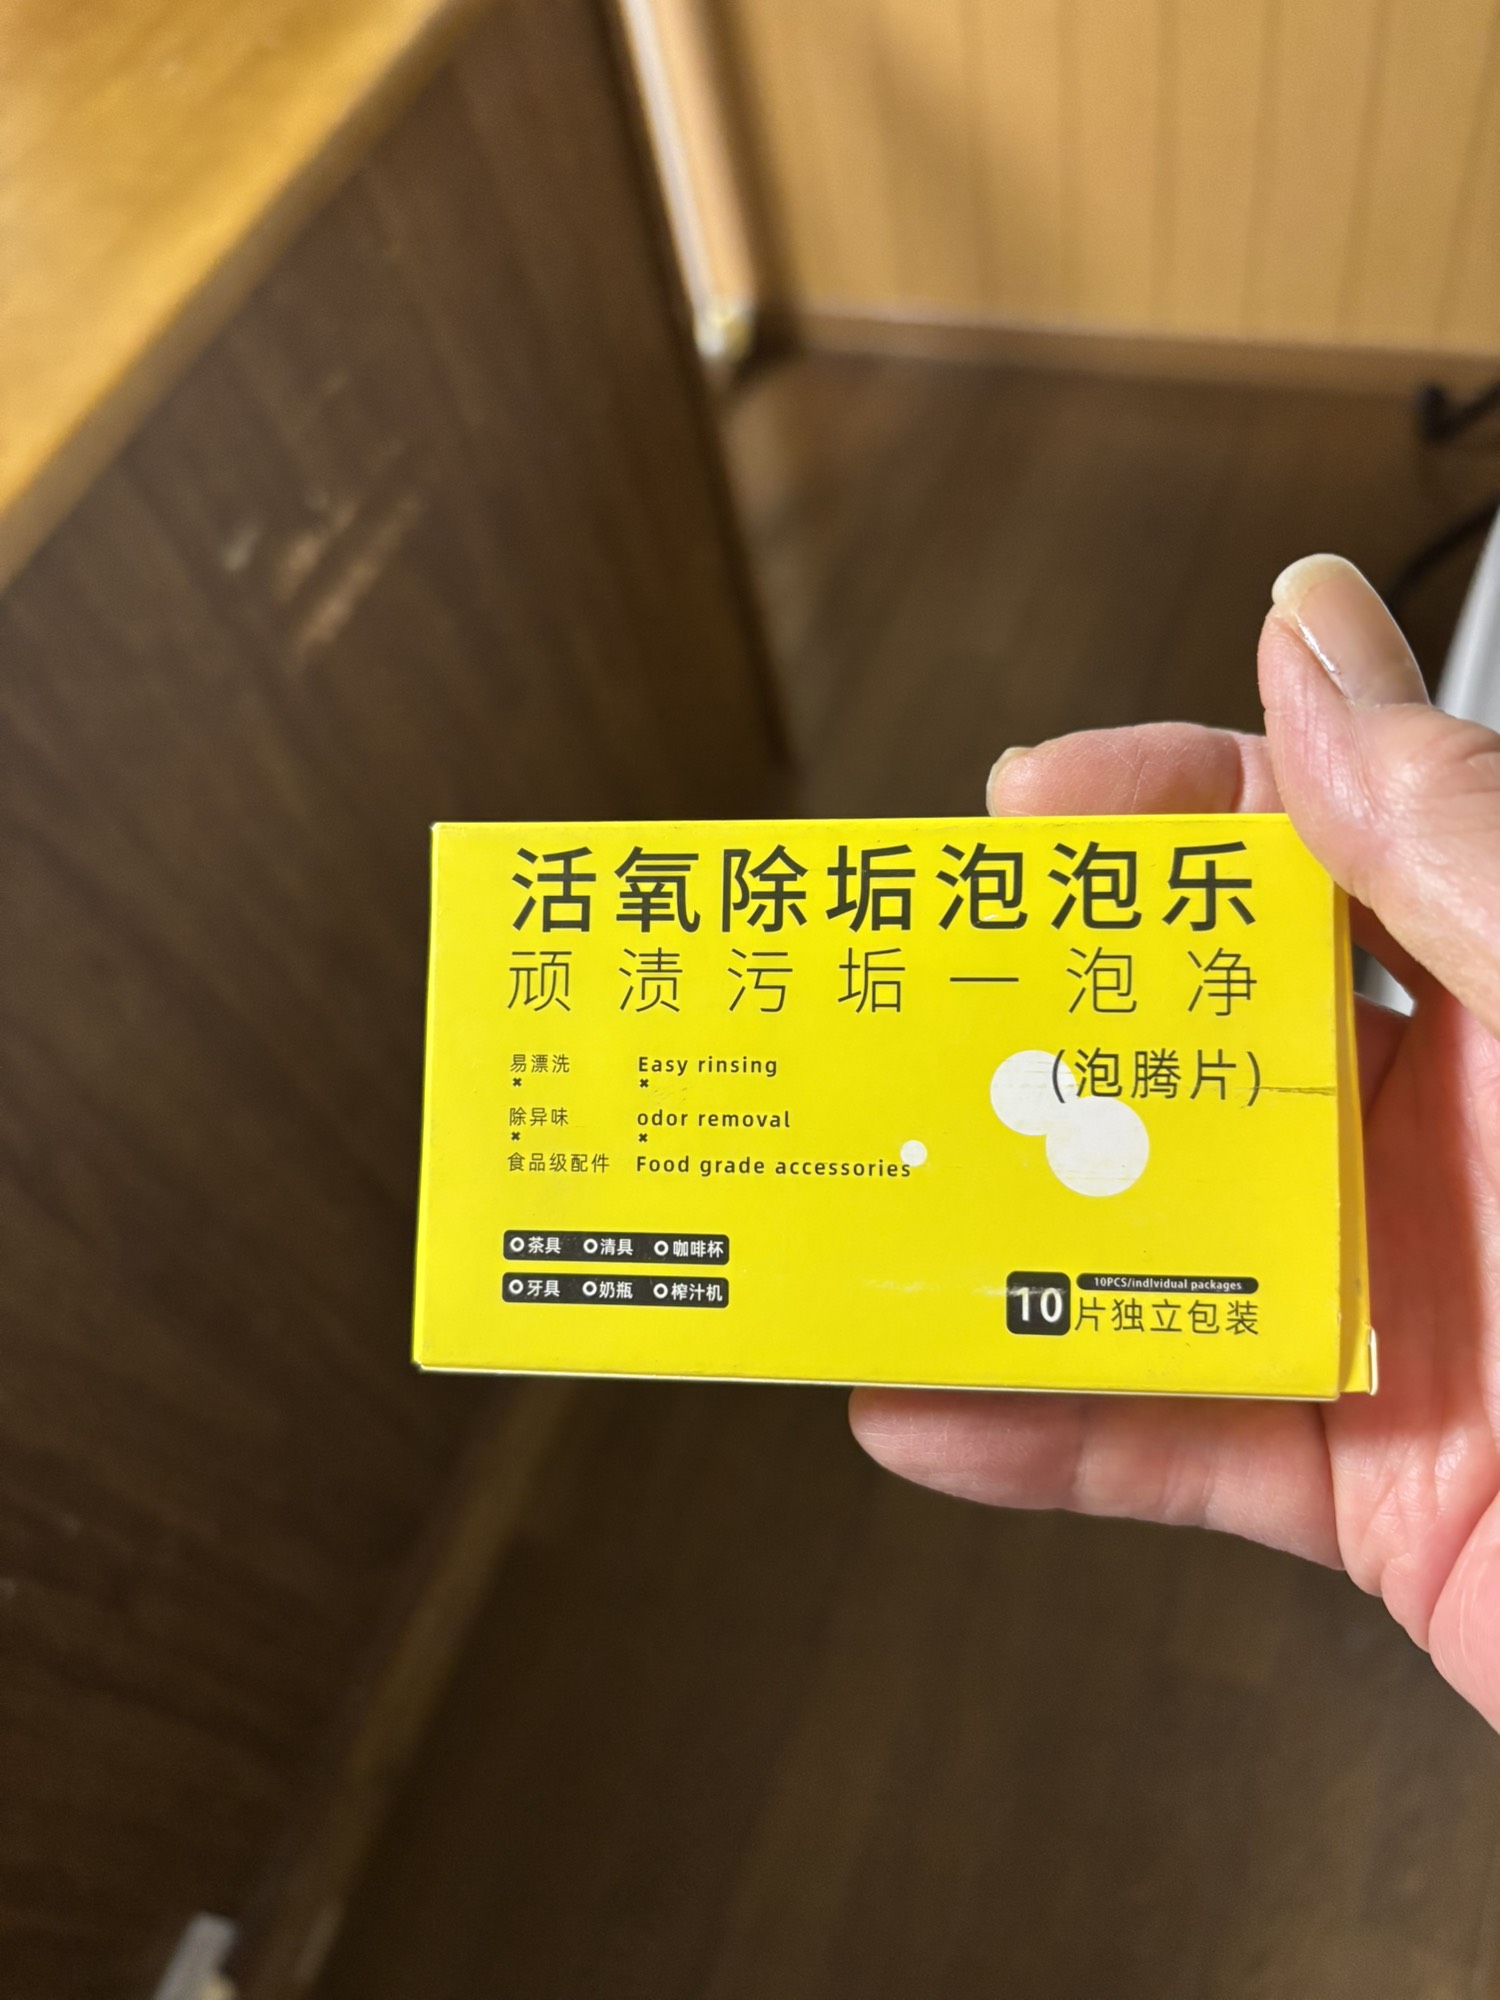 活氧除垢泡泡乐
顽渍污垢一泡净
(泡腾片)
易漂洗 Easy rinsing
除异味 odor removal
食品级配件 Food grade accessories
茶具 清具 咖啡杯
牙具 奶瓶 榨汁机
10PCS/individual packages
10片独立包装